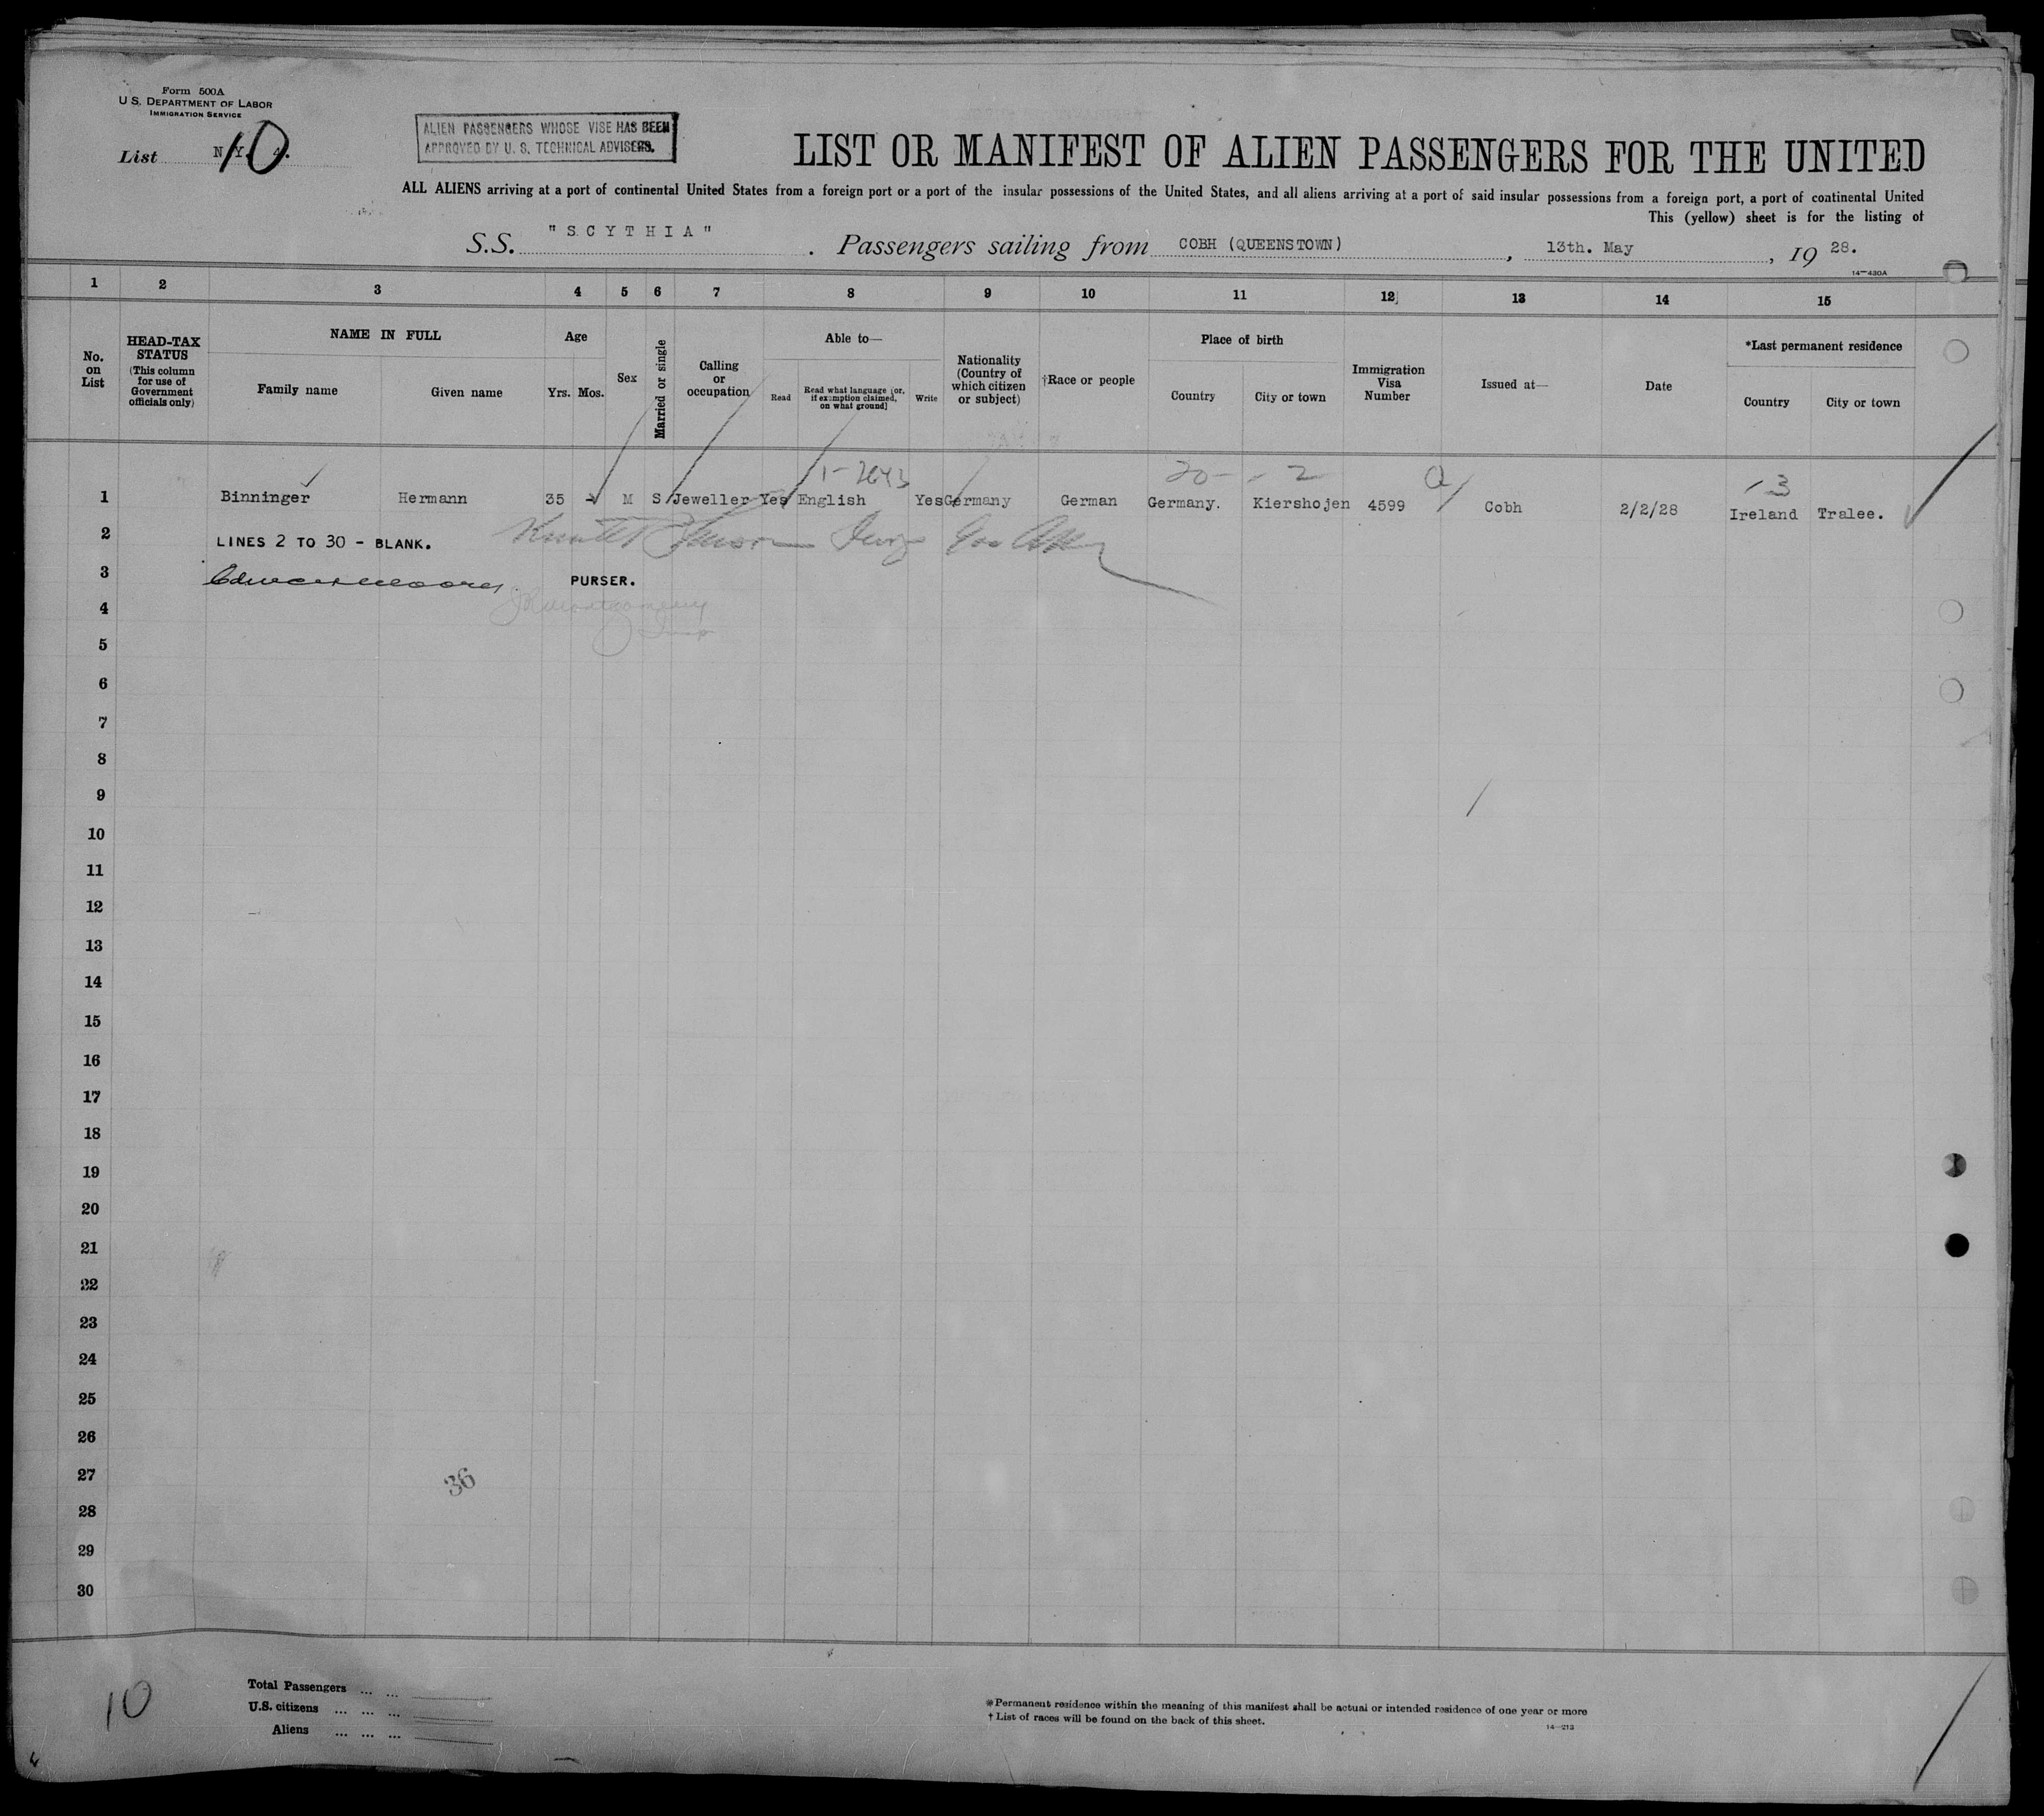 Form 500A
U.S. DEPARTMENT OF LABOR
IMMIGRATION SERVICE
List N.Y. 4. 10
ALIEN PASSENGERS WHOSE VISE HAS BEEN
APPROVED BY U. S. TECHNICAL ADVISERS.
LIST OR MANIFEST OF ALIEN PASSENGERS FOR THE UNITED
ALL ALIENS arriving at a port of continental United States from a foreign port or a port of the insular possessions of the United States, and all aliens arriving at a port of said insular possessions from a foreign port, a port of continental United
This (yellow) sheet is for the listing of
S.S. "SCYTHIA". Passengers sailing from COBH (QUEENSTOWN), 13th. May, 19 28.
14—430A
1 2 3 4 5 6 7 8 9 10 11 12 13 14 15
No. on List
HEAD-TAX STATUS (This column for use of Government officials only)
NAME IN FULL
Family name Given name
Age
Yrs. Mos.
Sex
Married or single
Calling or occupation
Able to—
Read
Read what language [or, if exemption claimed, on what ground]
Write
Nationality (Country of which citizen or subject)
†Race or people
Place of birth
Country City or town
Immigration Visa Number
Issued at—
Date
*Last permanent residence
Country City or town
1-2643 20- - 2 13
1 Binninger Hermann 35 M S Jeweller Yes English Yes Germany German Germany. Kiershojen 4599 Cobh 2/2/28 Ireland Tralee.
2 LINES 2 TO 30 - BLANK.
3 PURSER.
4
5
6
7
8
9
10
11
12
13
14
15
16
17
18
19
20
21
22
23
24
25
26
27
36
28
29
30
10
Total Passengers ... ...
U.S. citizens ... ... ...
Aliens ... ... ...
*Permanent residence within the meaning of this manifest shall be actual or intended residence of one year or more
† List of races will be found on the back of this sheet.
14—213